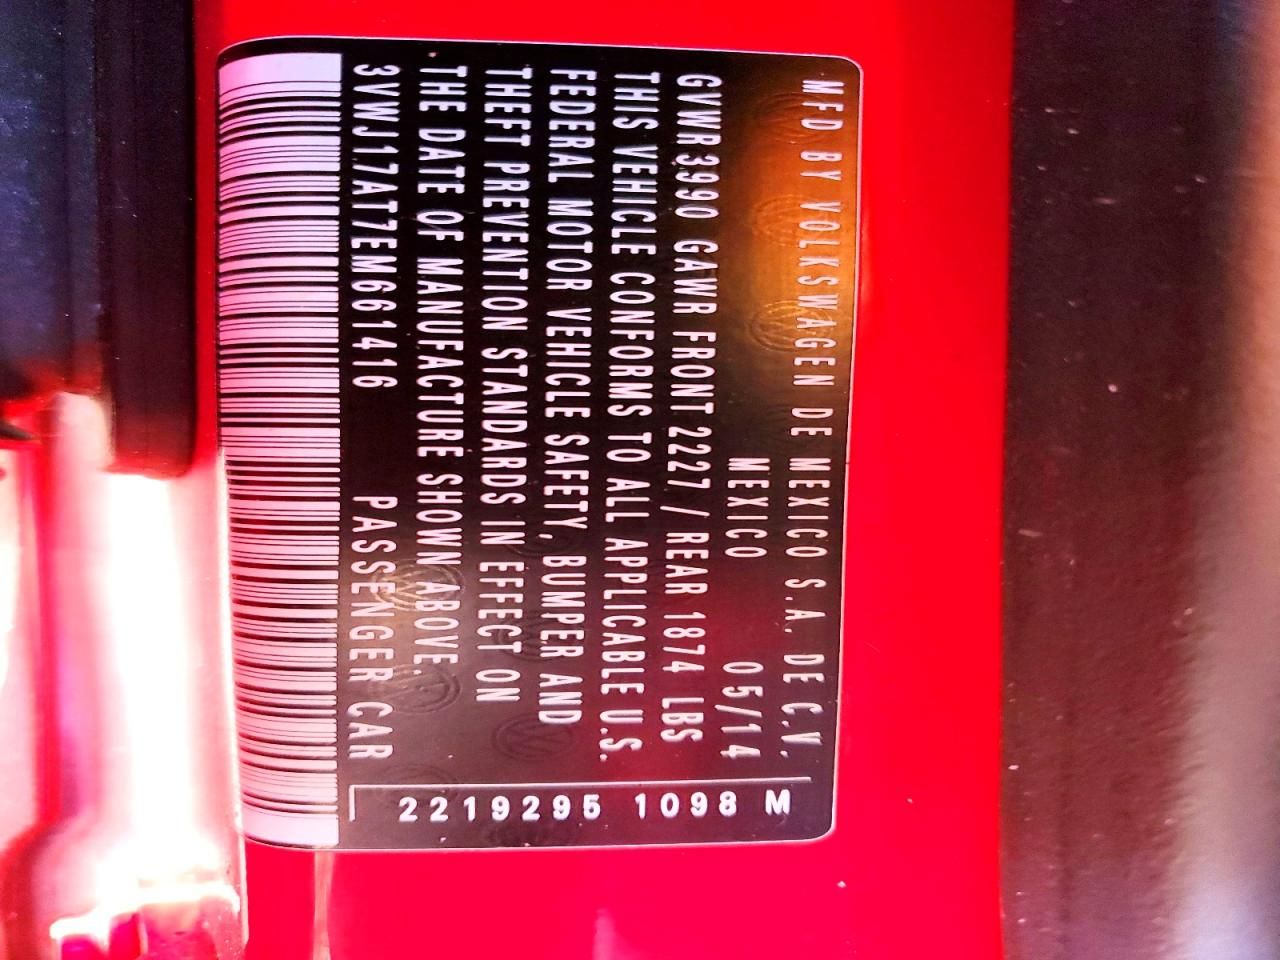 MFD BY VOLKSWAGEN DE MEXICO S.A. DE C.V.
MEXICO 05/14
GVWR 3990 GAWR FRONT 2227 / REAR 1874 LBS
THIS VEHICLE CONFORMS TO ALL APPLICABLE U.S.
FEDERAL MOTOR VEHICLE SAFETY, BUMPER AND
THEFT PREVENTION STANDARDS IN EFFECT ON
THE DATE OF MANUFACTURE SHOWN ABOVE.
3VWJ17AT7EM661416 PASSENGER CAR
2219295 1098 M